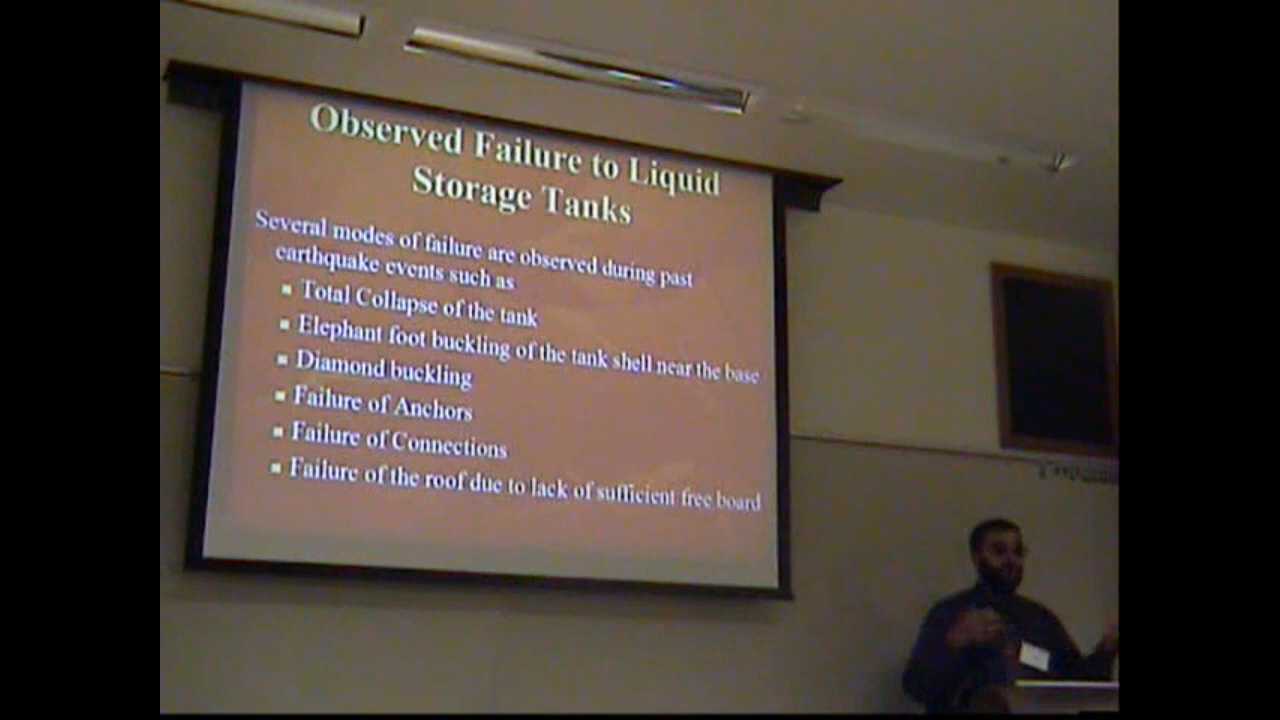 Observed Failure to Liquid
Storage Tanks
Several modes of failure are observed during past
earthquake events such as
▪ Total Collapse of the tank
▪ Elephant foot buckling of the tank shell near the base
▪ Diamond buckling
▪ Failure of Anchors
▪ Failure of Connections
▪ Failure of the roof due to lack of sufficient free board